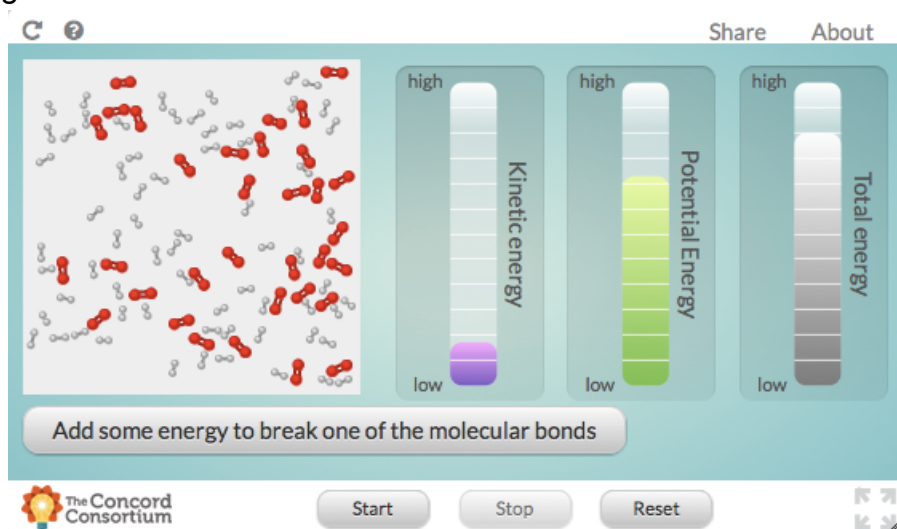 Share About
high
Kinetic energy
low
high
Potential Energy
low
high
Total energy
low
Add some energy to break one of the molecular bonds
The Concord
Consortium
Start Stop Reset